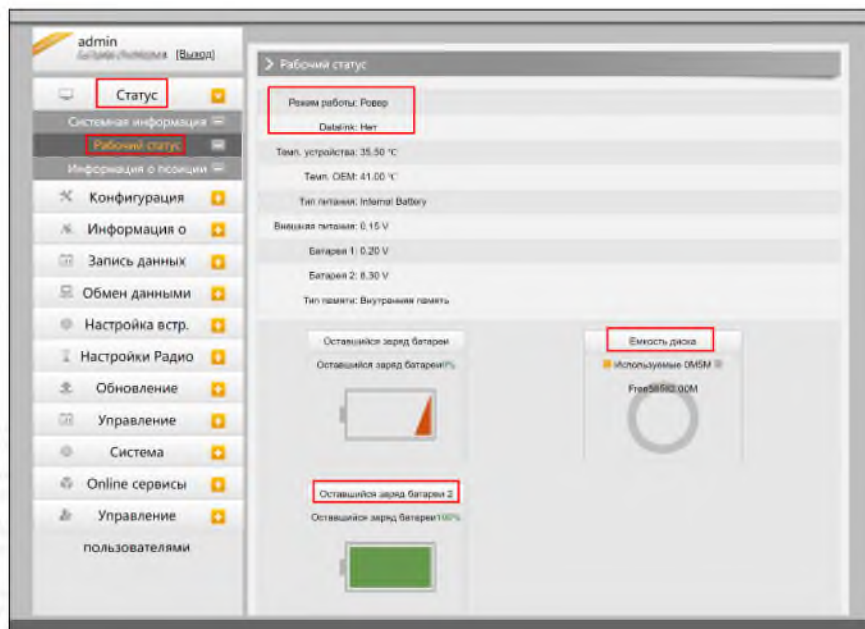 admin
[Выход]
Рабочий статус
Статус
Системная информация
Рабочий статус
Информация о позиции
Конфигурация
Информация о
Запись данных
Обмен данными
Настройка встр.
Настройки Радио
Обновление
Управление
Система
Online сервисы
Управление
пользователями
Режим работы: Ровер
Datalink: Нет
Темп. устройства: 35.50 °C
Темп. OEM: 41.00 °C
Тип питания: Internal Battery
Внешнее питания: 0.15 V
Батарея 1: 0.20 V
Батарея 2: 8.30 V
Тип памяти: Внутренняя память
Оставшийся заряд батареи
Оставшийся заряд батареи0%
Емкость диска
Используемые 0M5M
Оставшийся заряд батареи 2
Оставшийся заряд батареи100%